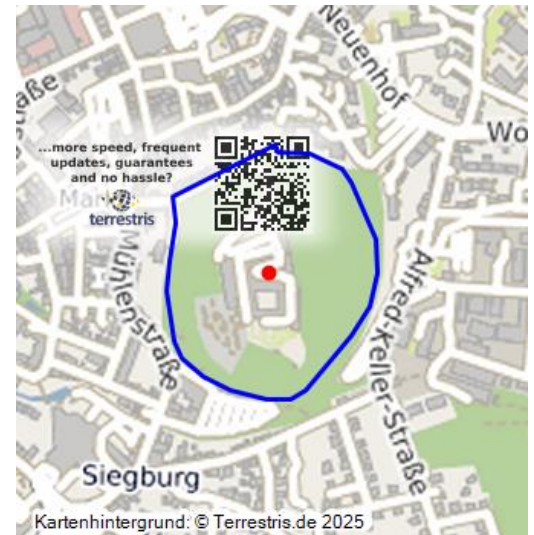 Neuenhof
...more speed, frequent
updates, guarantees
and no hassle?
terrestris
Mühlenstraße
Alfred-Keller-Straße
Siegburg
Kartenhintergrund: © Terrestris.de 2025